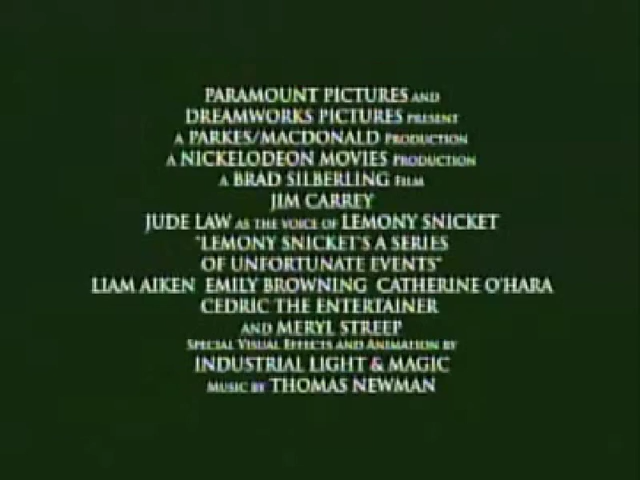 PARAMOUNT PICTURES AND
DREAMWORKS PICTURES PRESENT
A PARKES/MACDONALD PRODUCTION
A NICKELODEON MOVIES PRODUCTION
A BRAD SILBERLING FILM
JIM CARREY
JUDE LAW AS THE VOICE OF LEMONY SNICKET
"LEMONY SNICKET'S A SERIES
OF UNFORTUNATE EVENTS"
LIAM AIKEN EMILY BROWNING CATHERINE O'HARA
CEDRIC THE ENTERTAINER
AND MERYL STREEP
SPECIAL VISUAL EFFECTS AND ANIMATION BY
INDUSTRIAL LIGHT & MAGIC
MUSIC BY THOMAS NEWMAN